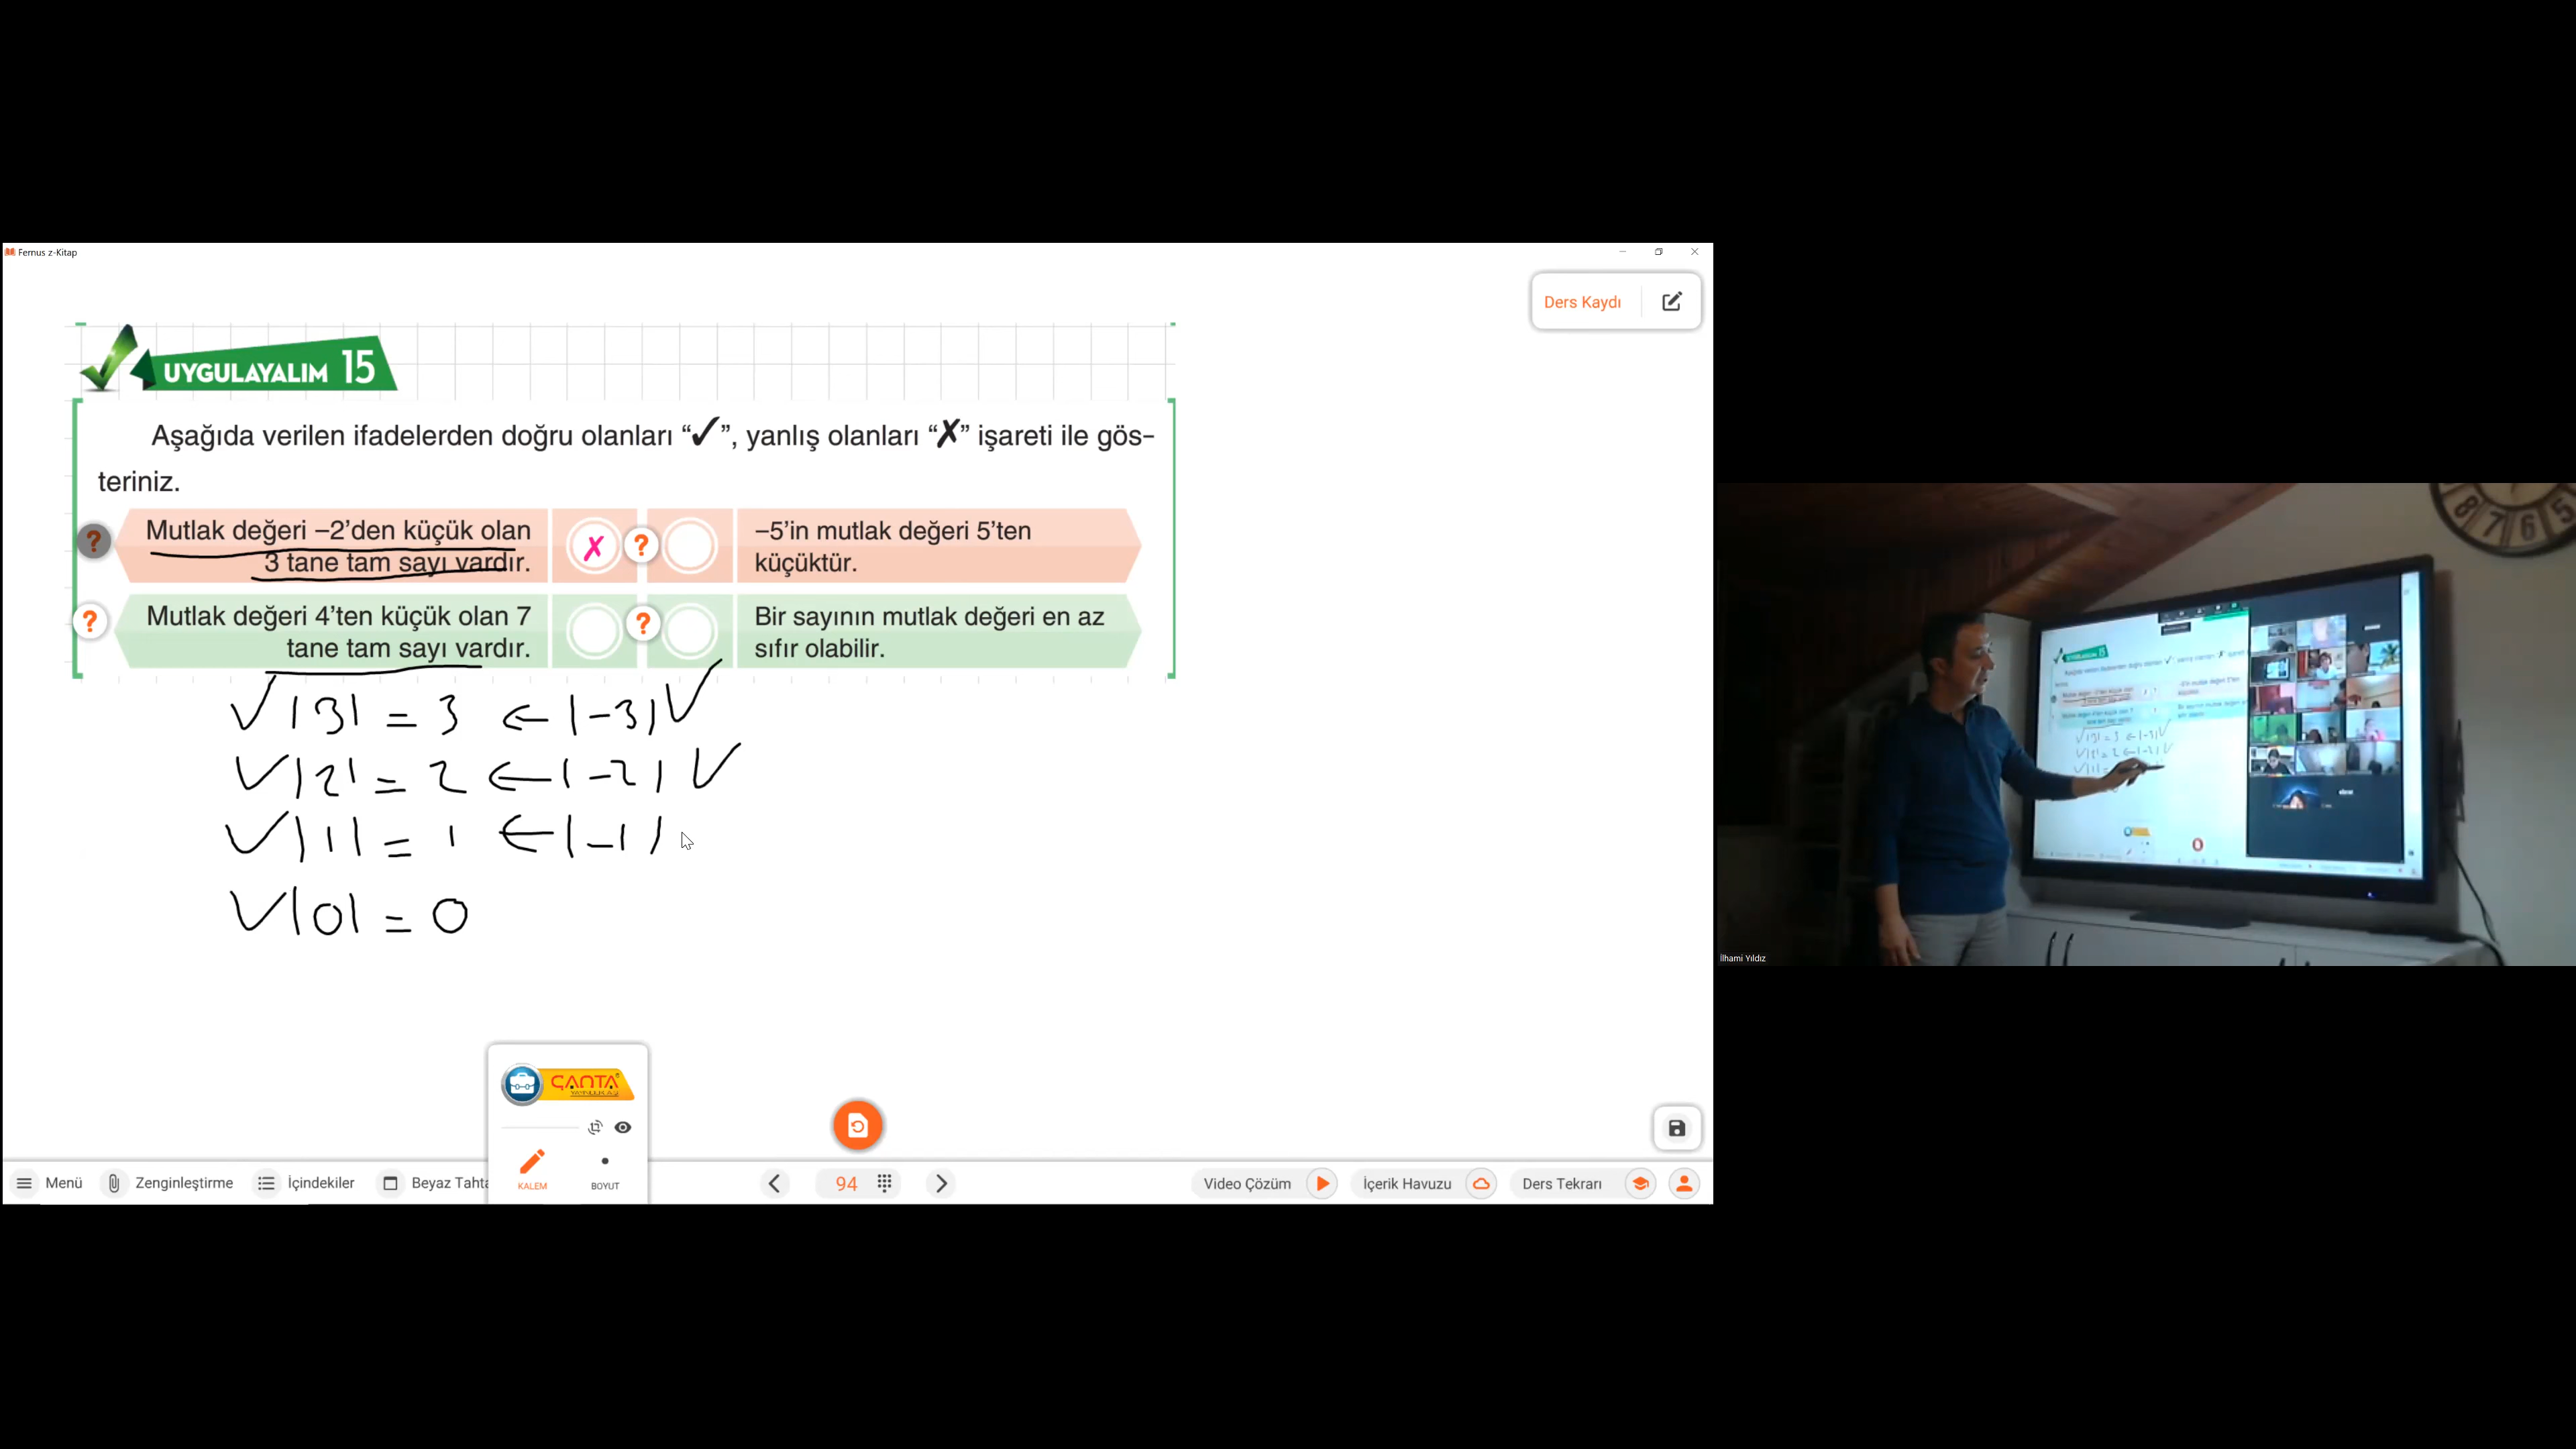 Fernus z-Kitap
Ders Kaydı
UYGULAYALIM 15
Aşağıda verilen ifadelerden doğru olanları “✓”, yanlış olanları “✗” işareti ile gös-
teriniz.
? Mutlak değeri –2’den küçük olan
3 tane tam sayı vardır.
✗ ?
–5’in mutlak değeri 5’ten
küçüktür.
? Mutlak değeri 4’ten küçük olan 7
tane tam sayı vardır.
?
Bir sayının mutlak değeri en az
sıfır olabilir.
✓ |3| = 3 ← |-3| ✓
✓ |2| = 2 ← |-2| ✓
✓ |1| = 1 ← |-1|
✓ |0| = 0
ÇANTA
KALEM
BOYUT
Menü
Zenginleştirme
İçindekiler
Beyaz Tahta
94
Video Çözüm
İçerik Havuzu
Ders Tekrarı
8 7 6 5
İlhami Yıldız